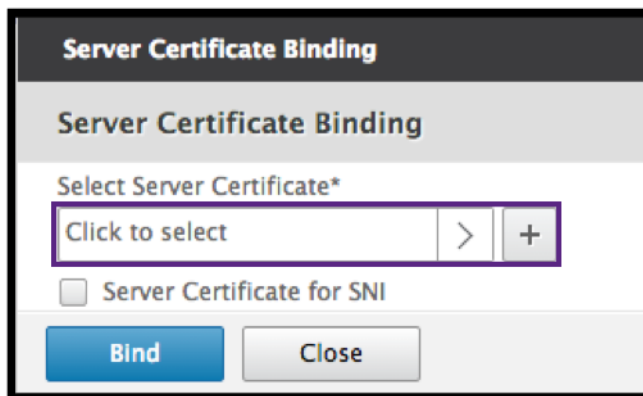 Server Certificate Binding
Server Certificate Binding
Select Server Certificate*
Click to select > +
Server Certificate for SNI
Bind Close